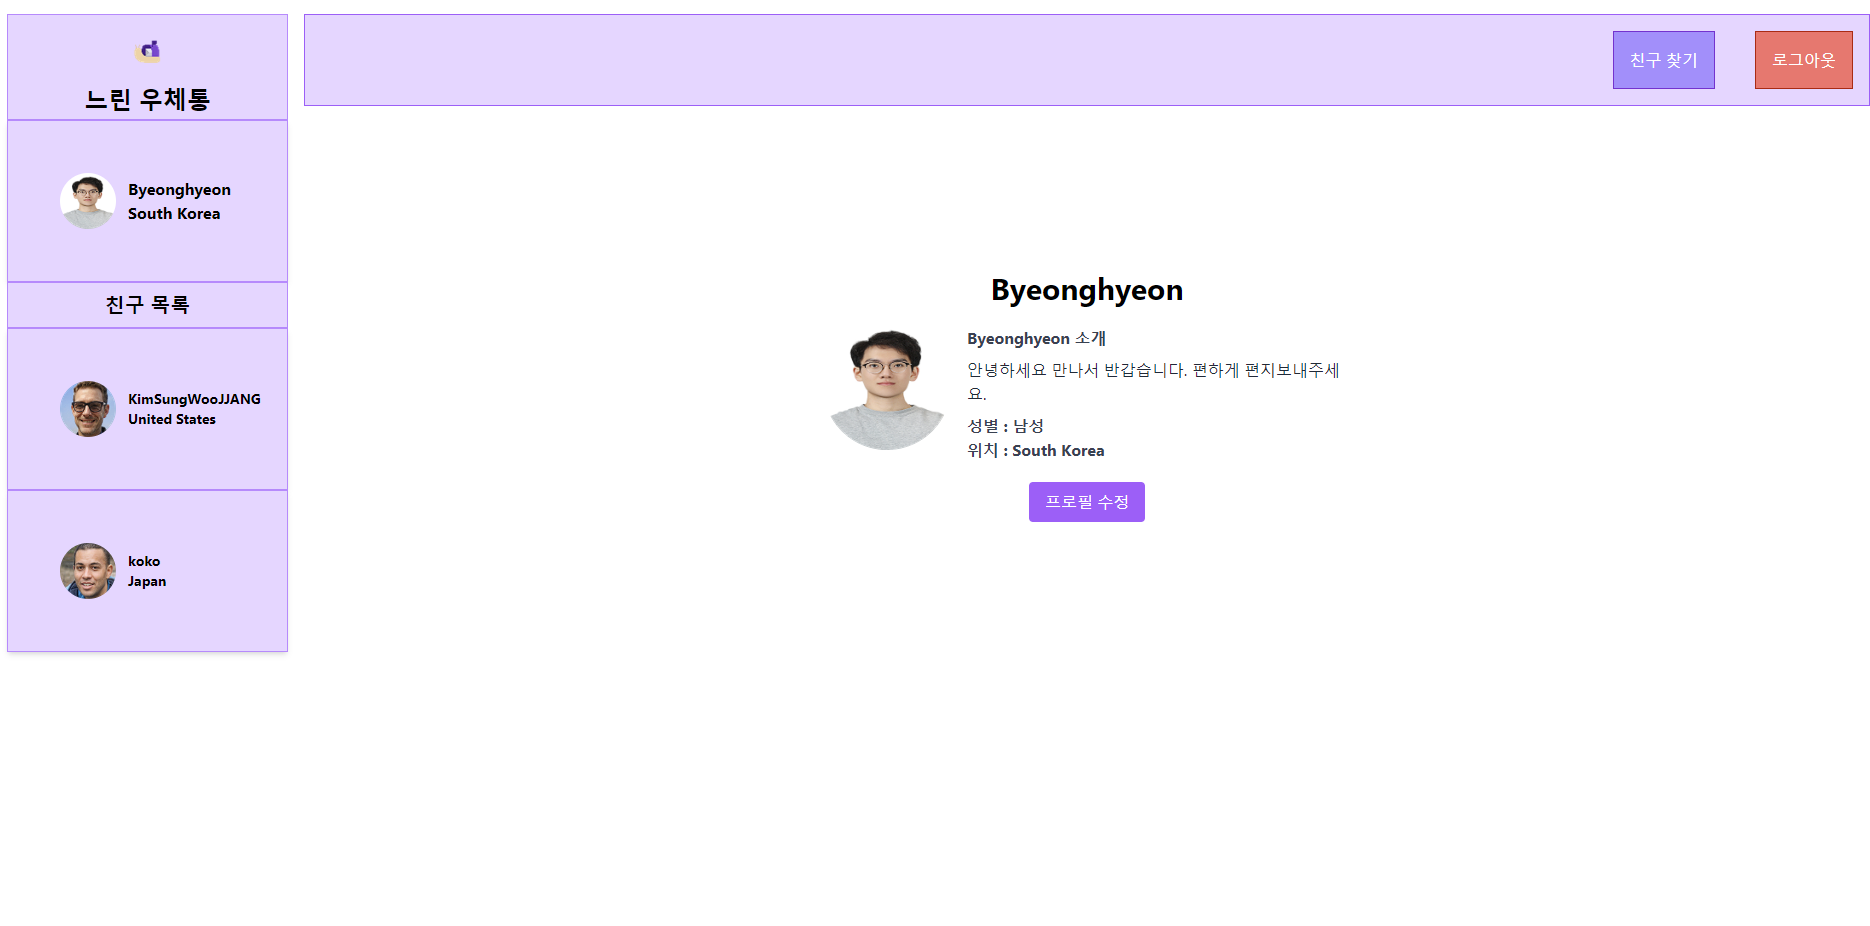 느린 우체통
Byeonghyeon
South Korea
친구 목록
KimSungWooJJANG
United States
koko
Japan
친구 찾기
로그아웃
Byeonghyeon
Byeonghyeon 소개
안녕하세요 만나서 반갑습니다. 편하게 편지보내주세
요.
성별 : 남성
위치 : South Korea
프로필 수정